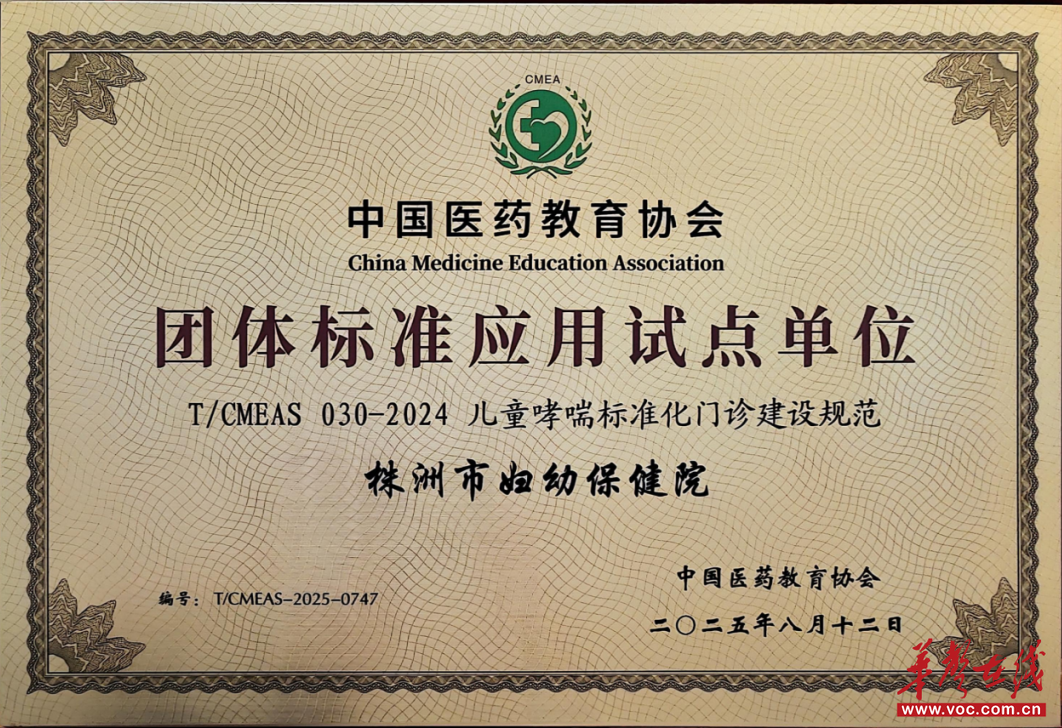 CMEA
中国医药教育协会
China Medicine Education Association
团体标准应用试点单位
T/CMEAS 030-2024 儿童哮喘标准化门诊建设规范
株洲市妇幼保健院
中国医药教育协会
编号: T/CMEAS-2025-0747
二〇二五年八月十二日
华声在线
www.voc.com.cn